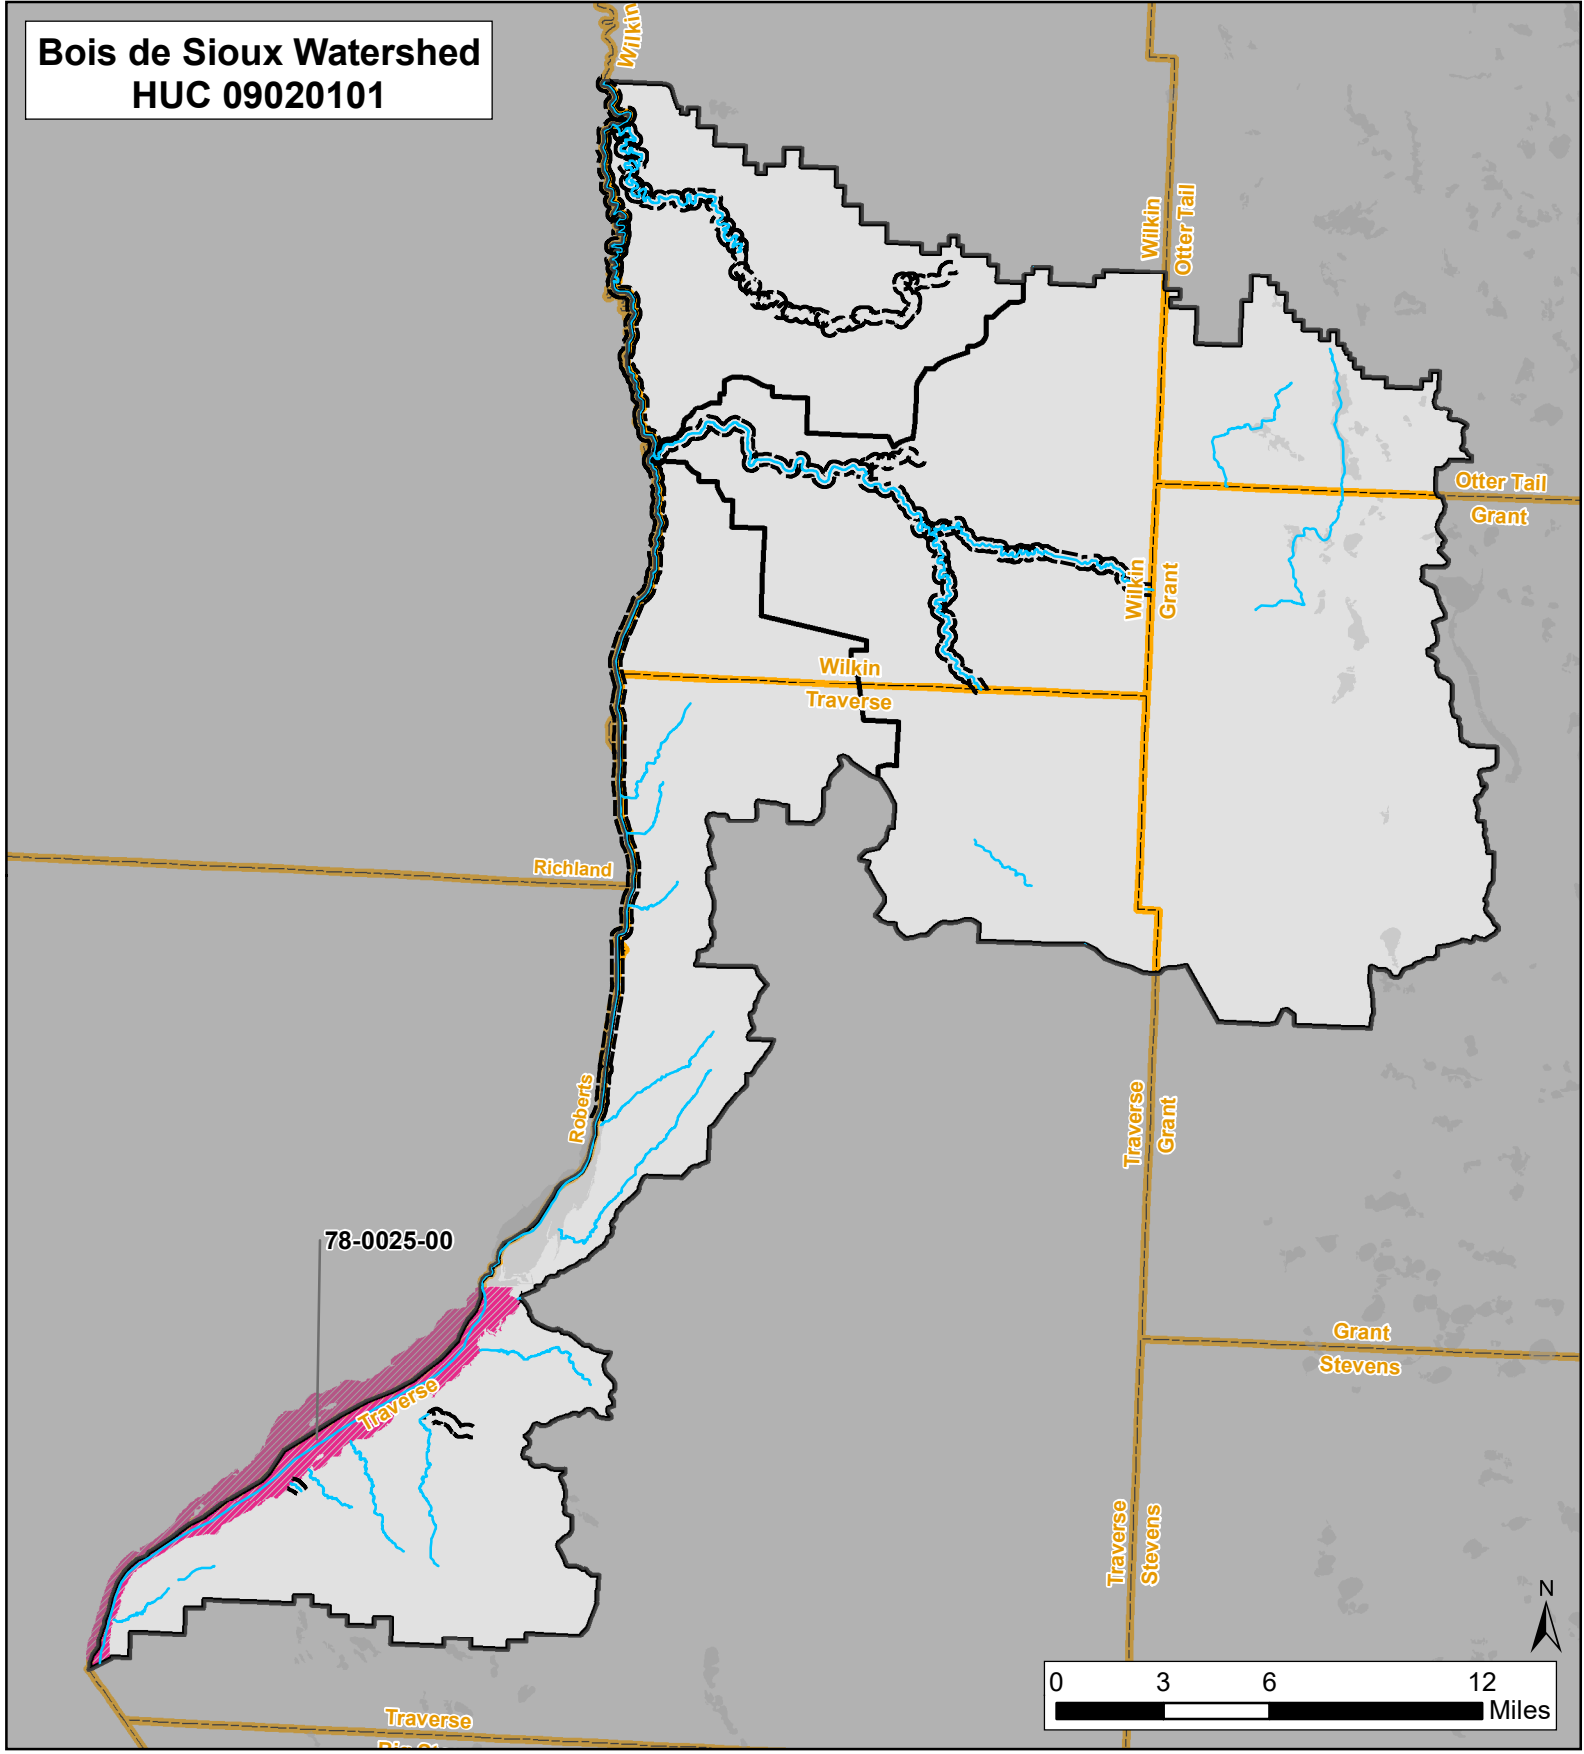 Bois de Sioux Watershed
HUC 09020101
Wilkin
Wilkin
Otter Tail
Otter Tail
Grant
Wilkin
Grant
Wilkin
Traverse
Richland
Roberts
Traverse
Grant
78-0025-00
Grant
Stevens
Traverse
Traverse
Stevens
N
0 3 6 12
Miles
Traverse